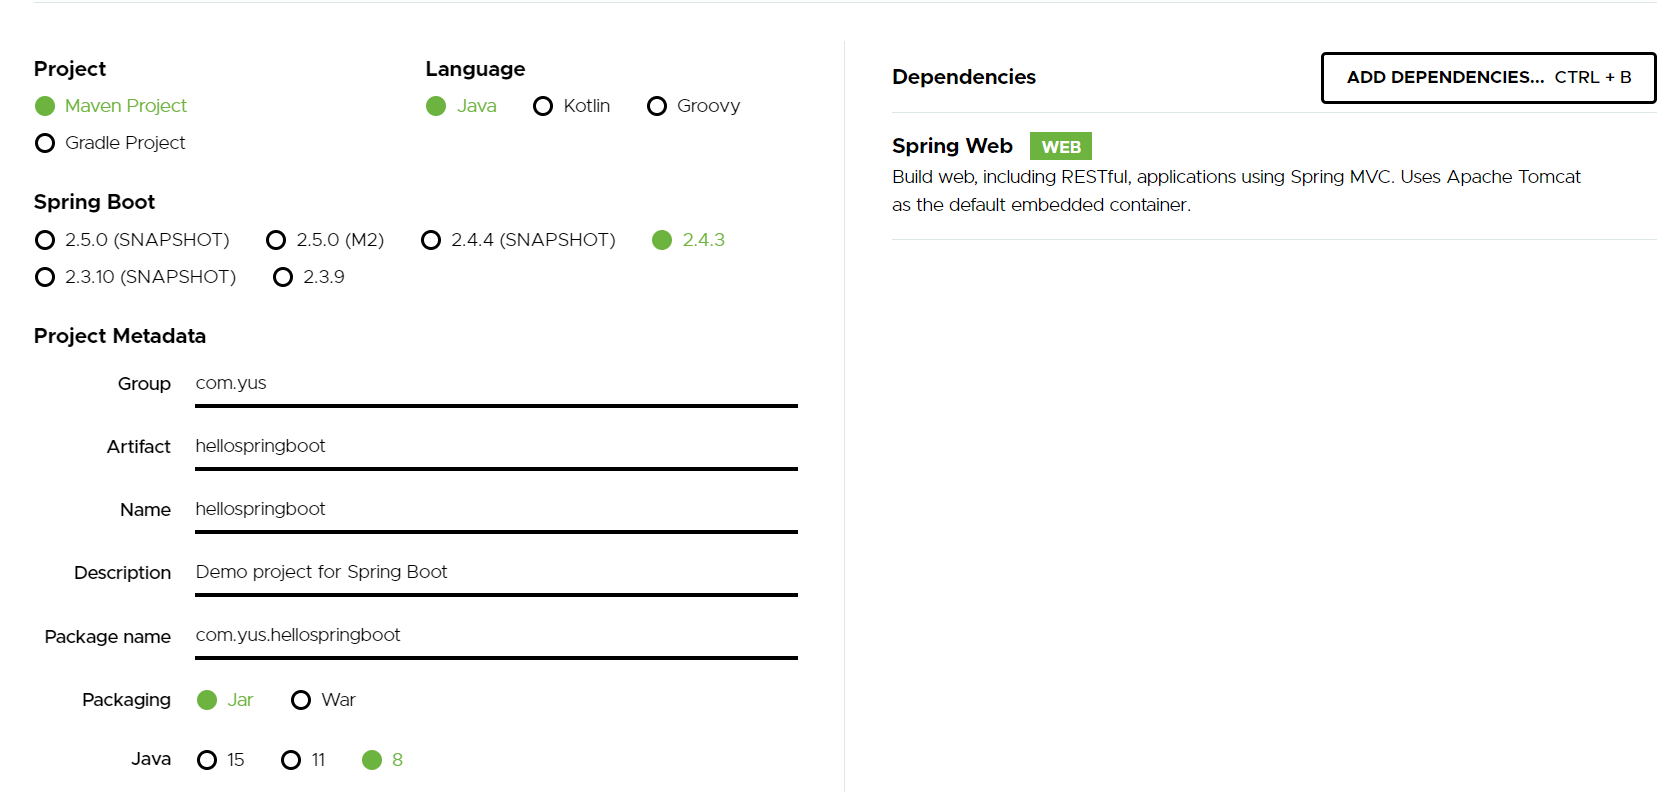 Project
Maven Project
Gradle Project
Language
Java Kotlin Groovy
Spring Boot
2.5.0 (SNAPSHOT) 2.5.0 (M2) 2.4.4 (SNAPSHOT) 2.4.3
2.3.10 (SNAPSHOT) 2.3.9
Project Metadata
Group com.yus
Artifact hellospringboot
Name hellospringboot
Description Demo project for Spring Boot
Package name com.yus.hellospringboot
Packaging Jar War
Java 15 11 8
Dependencies
ADD DEPENDENCIES... CTRL + B
Spring Web WEB
Build web, including RESTful, applications using Spring MVC. Uses Apache Tomcat
as the default embedded container.